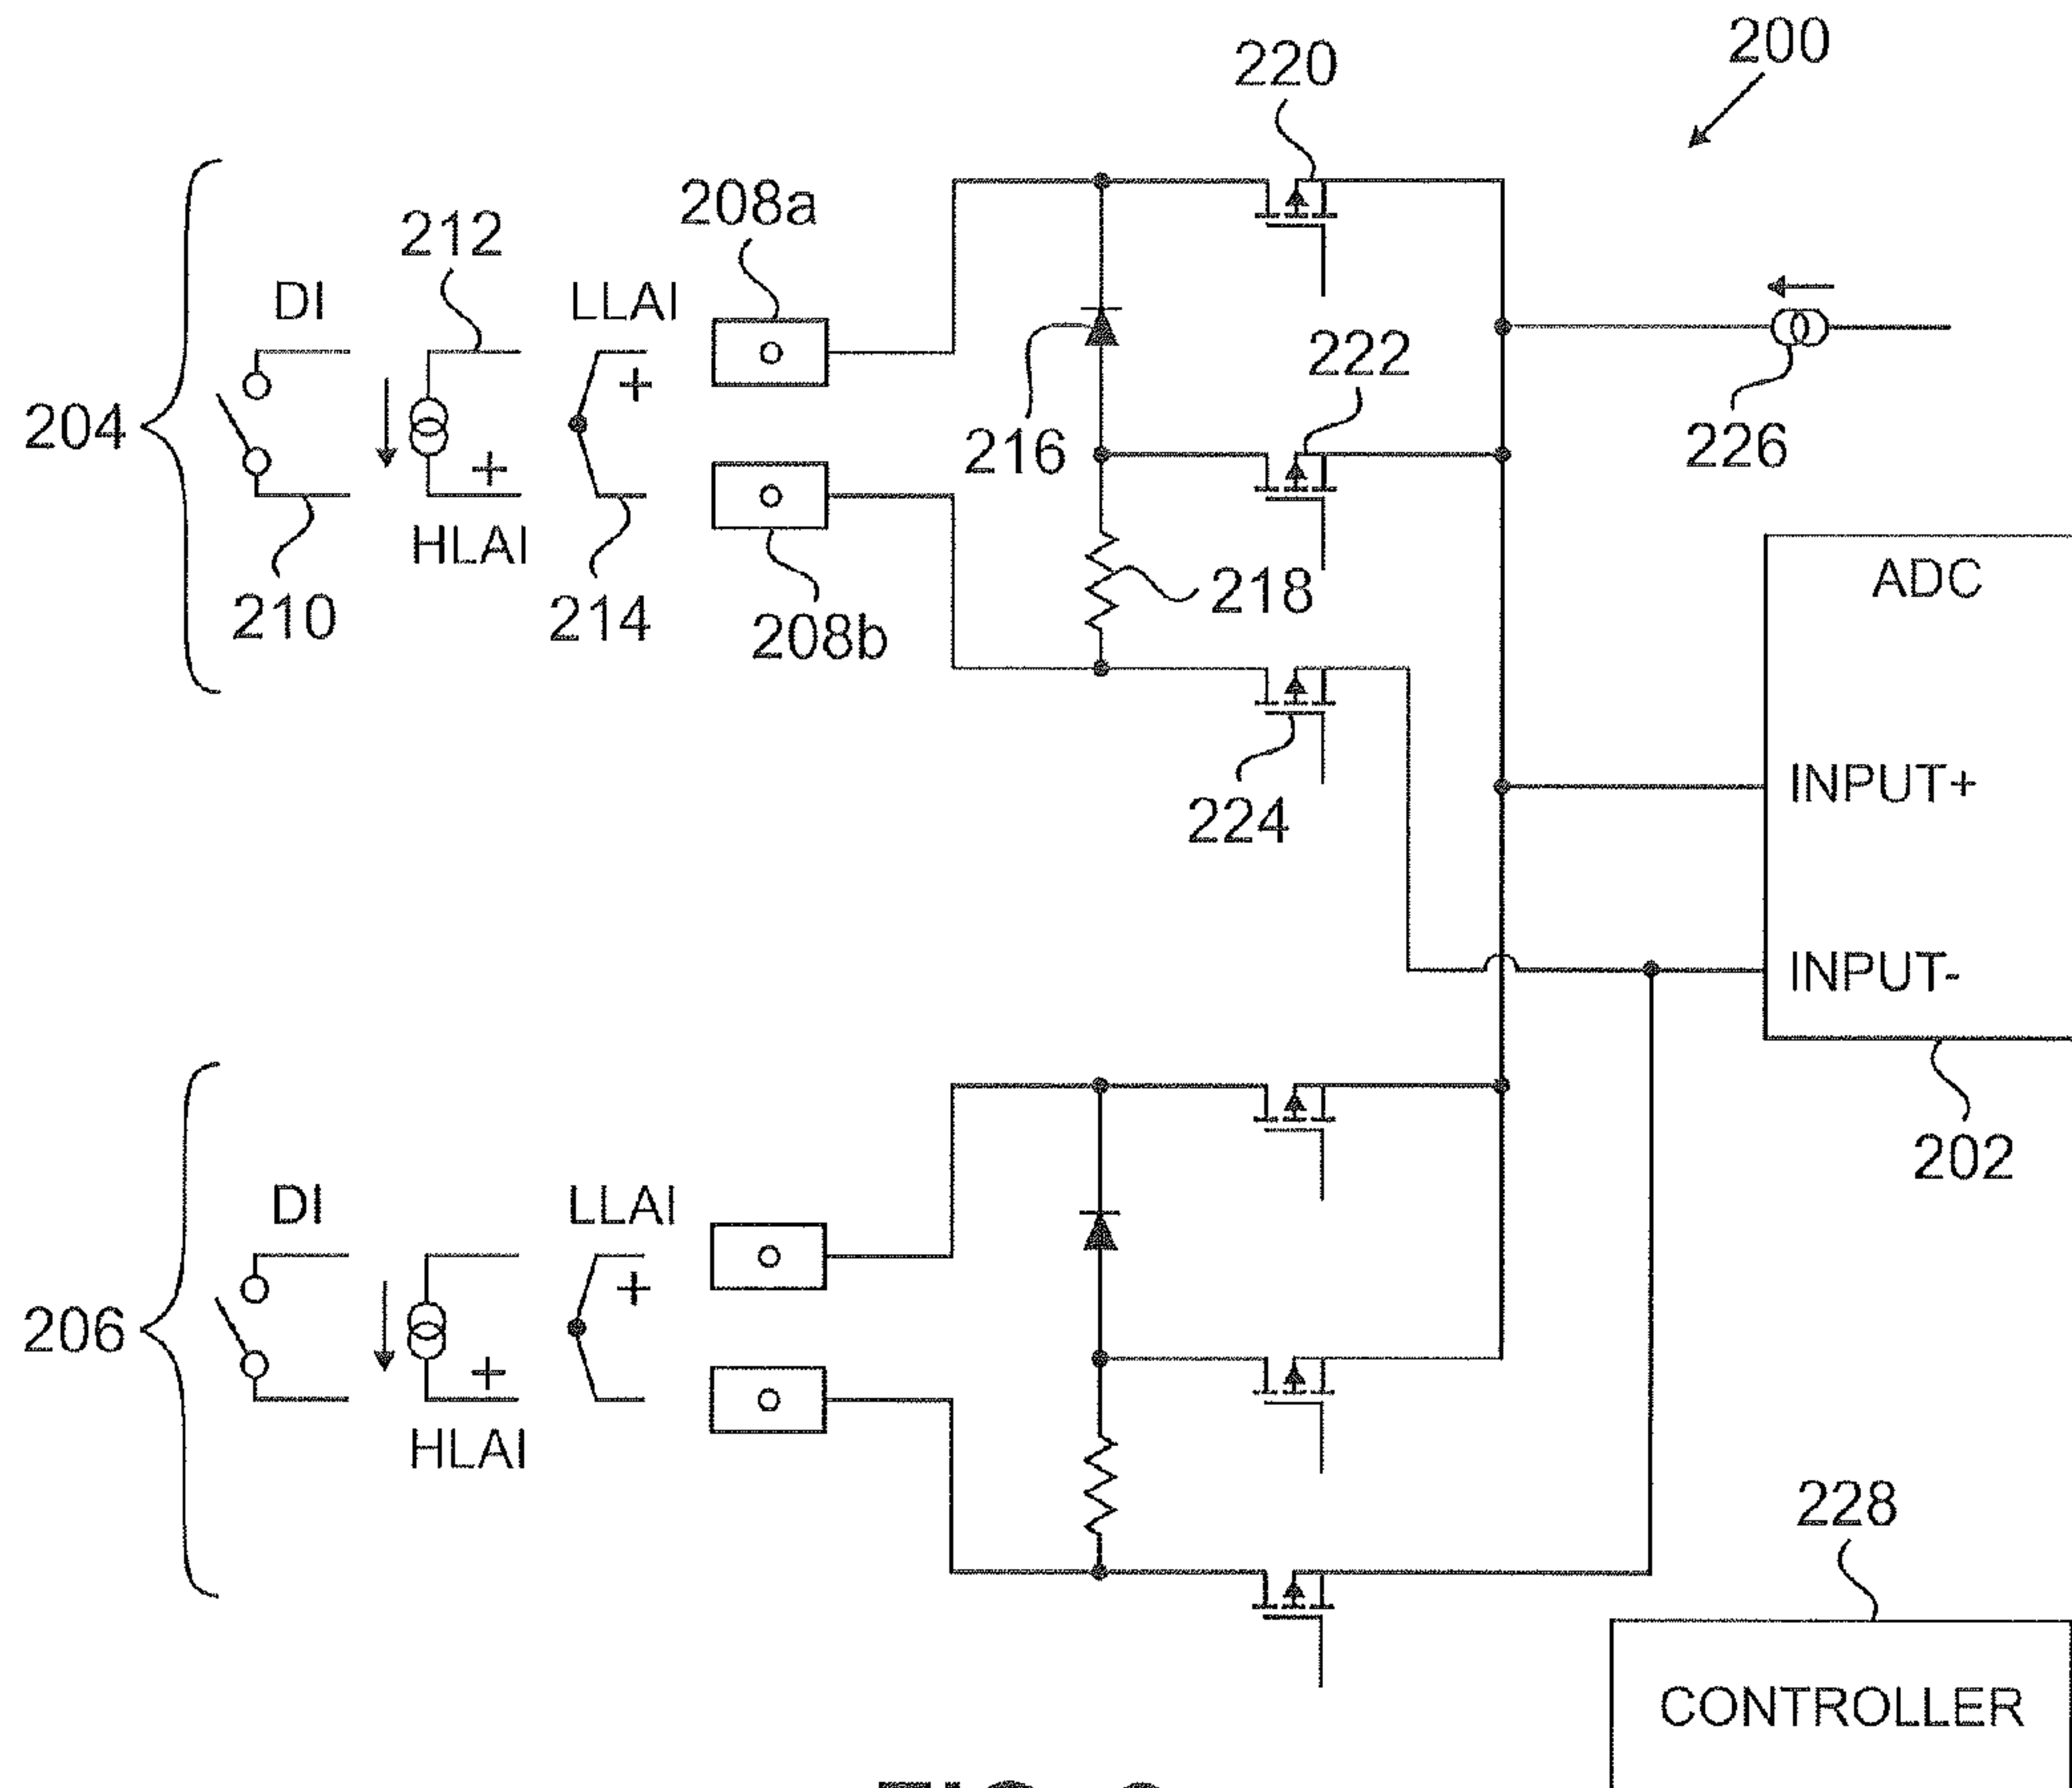 200
220
208a
212
DI
LLAI
+
222
204
216
226
+
HLAI
ADC
210
214
208b
218
INPUT+
224
INPUT-
202
DI
LLAI
+
206
+
HLAI
228
CONTROLLER